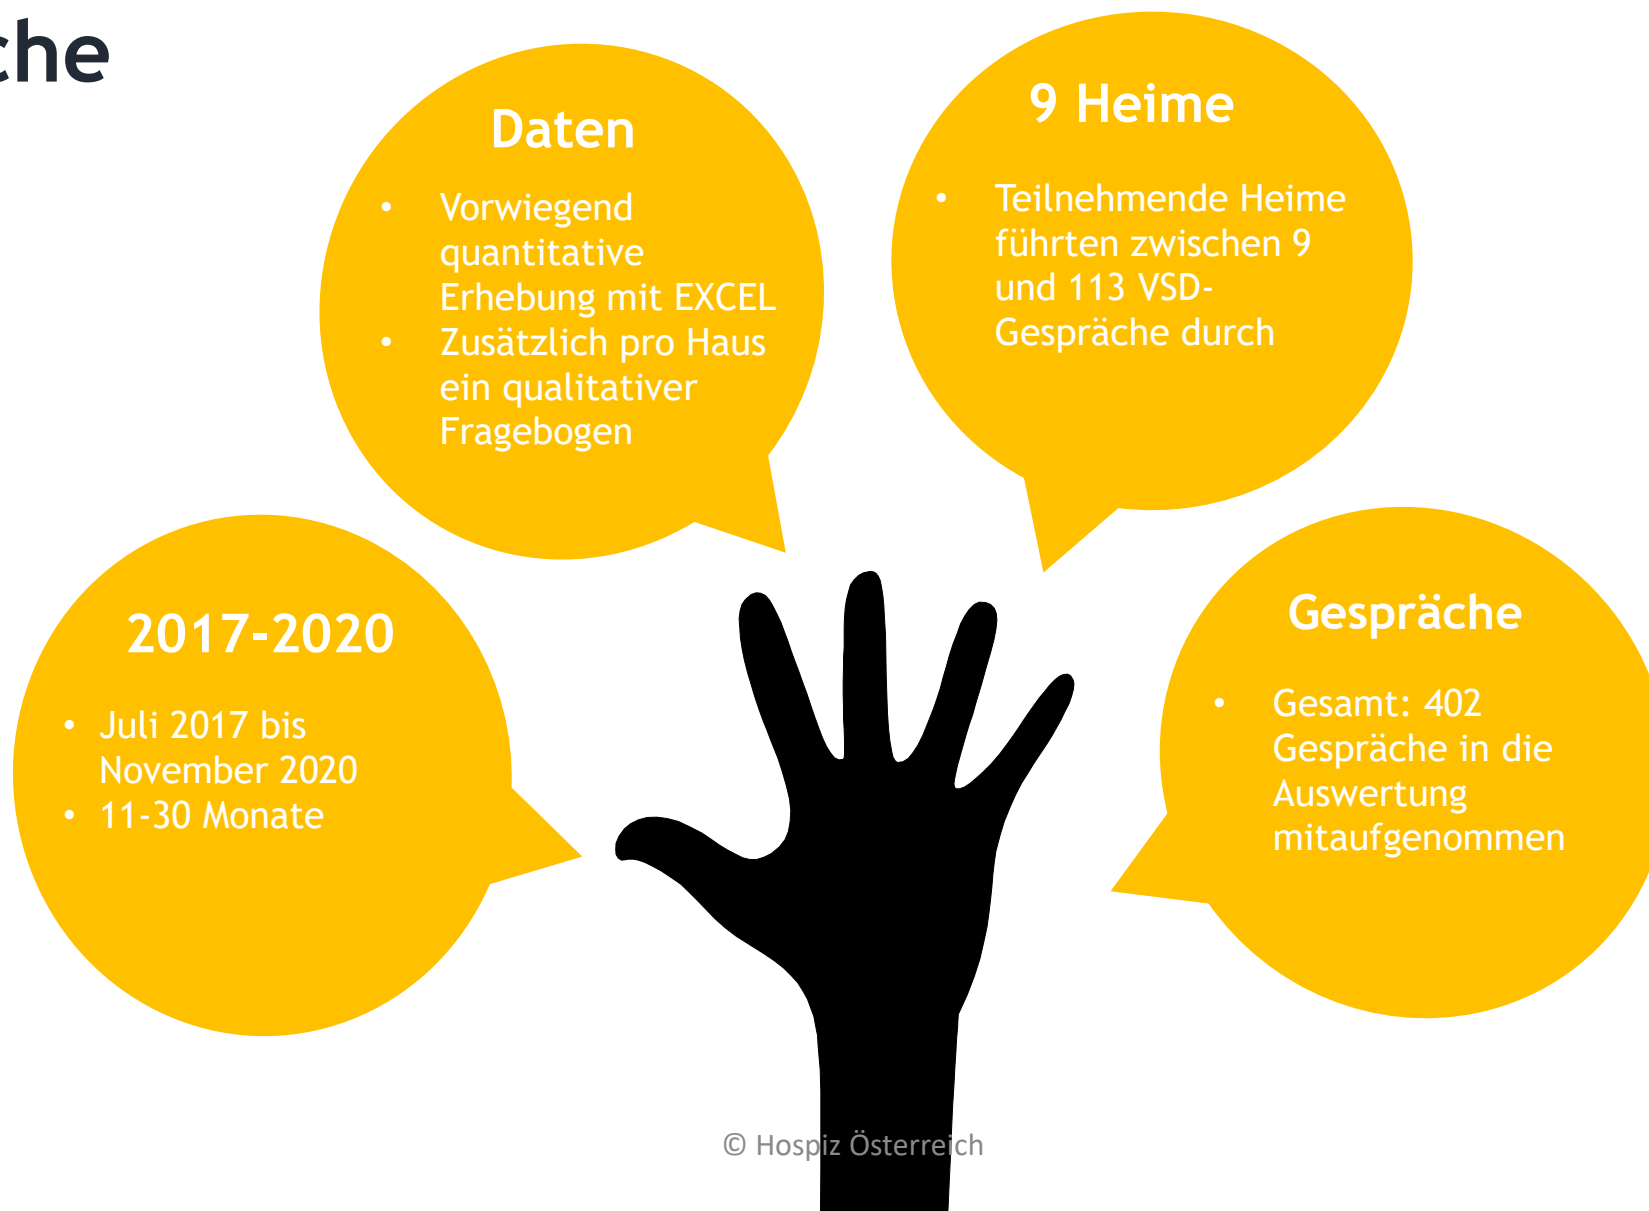 che
Daten
• Vorwiegend
quantitative
Erhebung mit EXCEL
• Zusätzlich pro Haus
ein qualitativer
Fragebogen
9 Heime
• Teilnehmende Heime
führten zwischen 9
und 113 VSD-
Gespräche durch
2017-2020
• Juli 2017 bis
November 2020
• 11-30 Monate
Gespräche
• Gesamt: 402
Gespräche in die
Auswertung
mitaufgenommen
© Hospiz Österreich